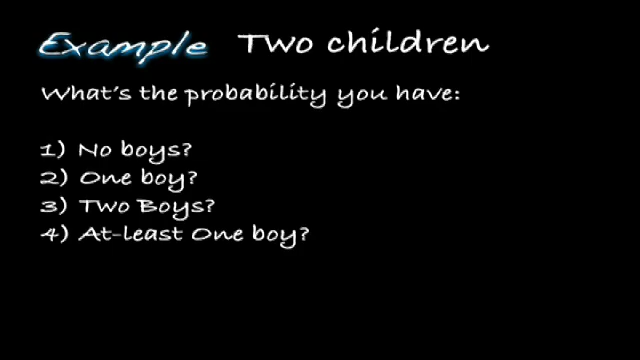 Example Two children
What's the probability you have:
1) No boys?
2) One boy?
3) Two Boys?
4) At-least One boy?